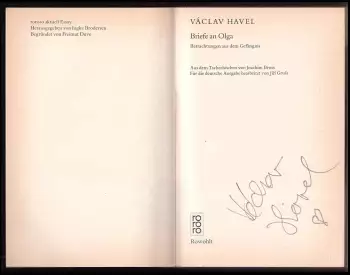 rororo aktuell Essay
Herausgegeben von Ingke Brodersen
Begründet von Freimut Duve
VÁCLAV HAVEL
Briefe an Olga
Betrachtungen aus dem Gefängnis
Aus dem Tschechischen von Joachim Bruss
Für die deutsche Ausgabe bearbeitet von Jiří Gruša
Václav
Havel
roro
Rowohlt